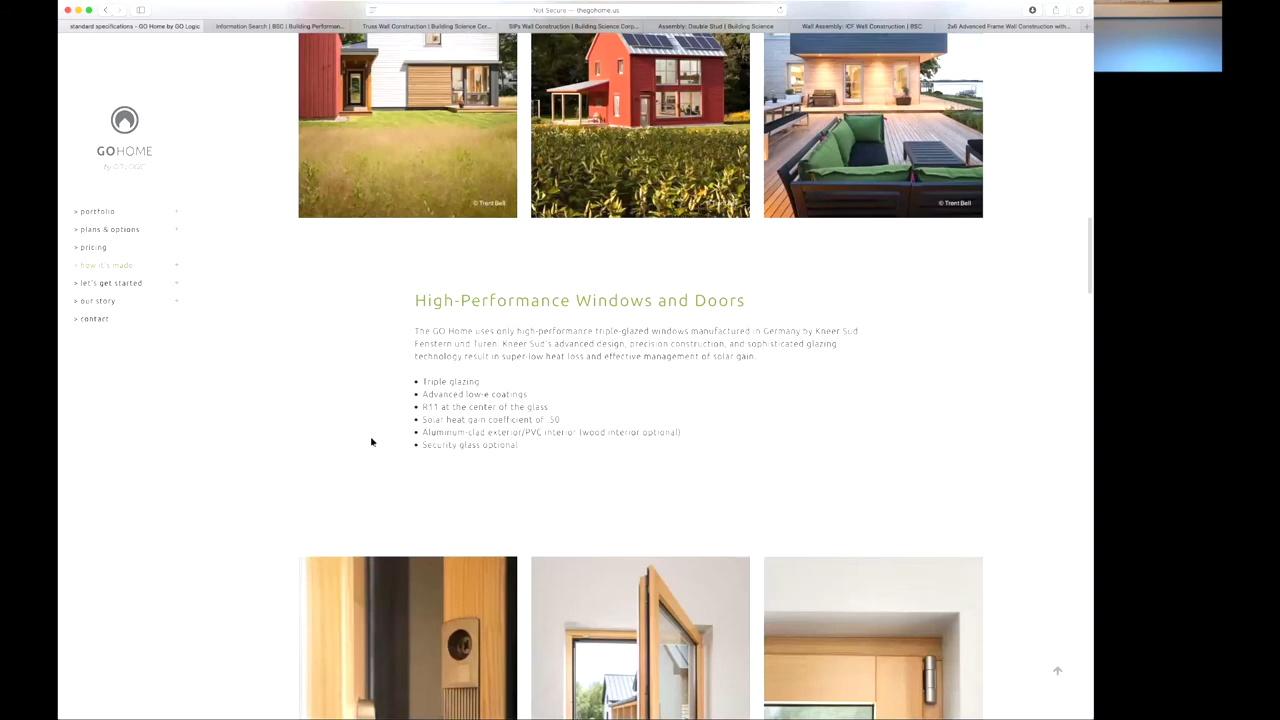 Not Secure — thegohome.us
standard specifications - GO Home by GO Logic
Information Search | BSC | Building Performan...
Truss Wall Construction | Building Science Cor...
SIPs Wall Construction | Building Science Corp...
Assembly: Double Stud | Building Science
Wall Assembly: ICF Wall Construction | BSC
2x6 Advanced Frame Wall Construction with...
GOHOME
by GO LOGIC
> portfolio +
> plans & options +
> pricing
> how it's made +
> let's get started +
> our story +
> contact
© Trent Bell
© Trent Bell
© Trent Bell
High-Performance Windows and Doors
The GO Home uses only high-performance triple-glazed windows manufactured in Germany by Kneer Sud
Fenstern und Turen. Kneer Sud's advanced design, precision construction, and sophisticated glazing
technology result in super-low heat loss and effective management of solar gain.
• Triple glazing
• Advanced low-e coatings
• R11 at the center of the glass
• Solar heat gain coefficient of .50
• Aluminum-clad exterior/PVC interior (wood interior optional)
• Security glass optional